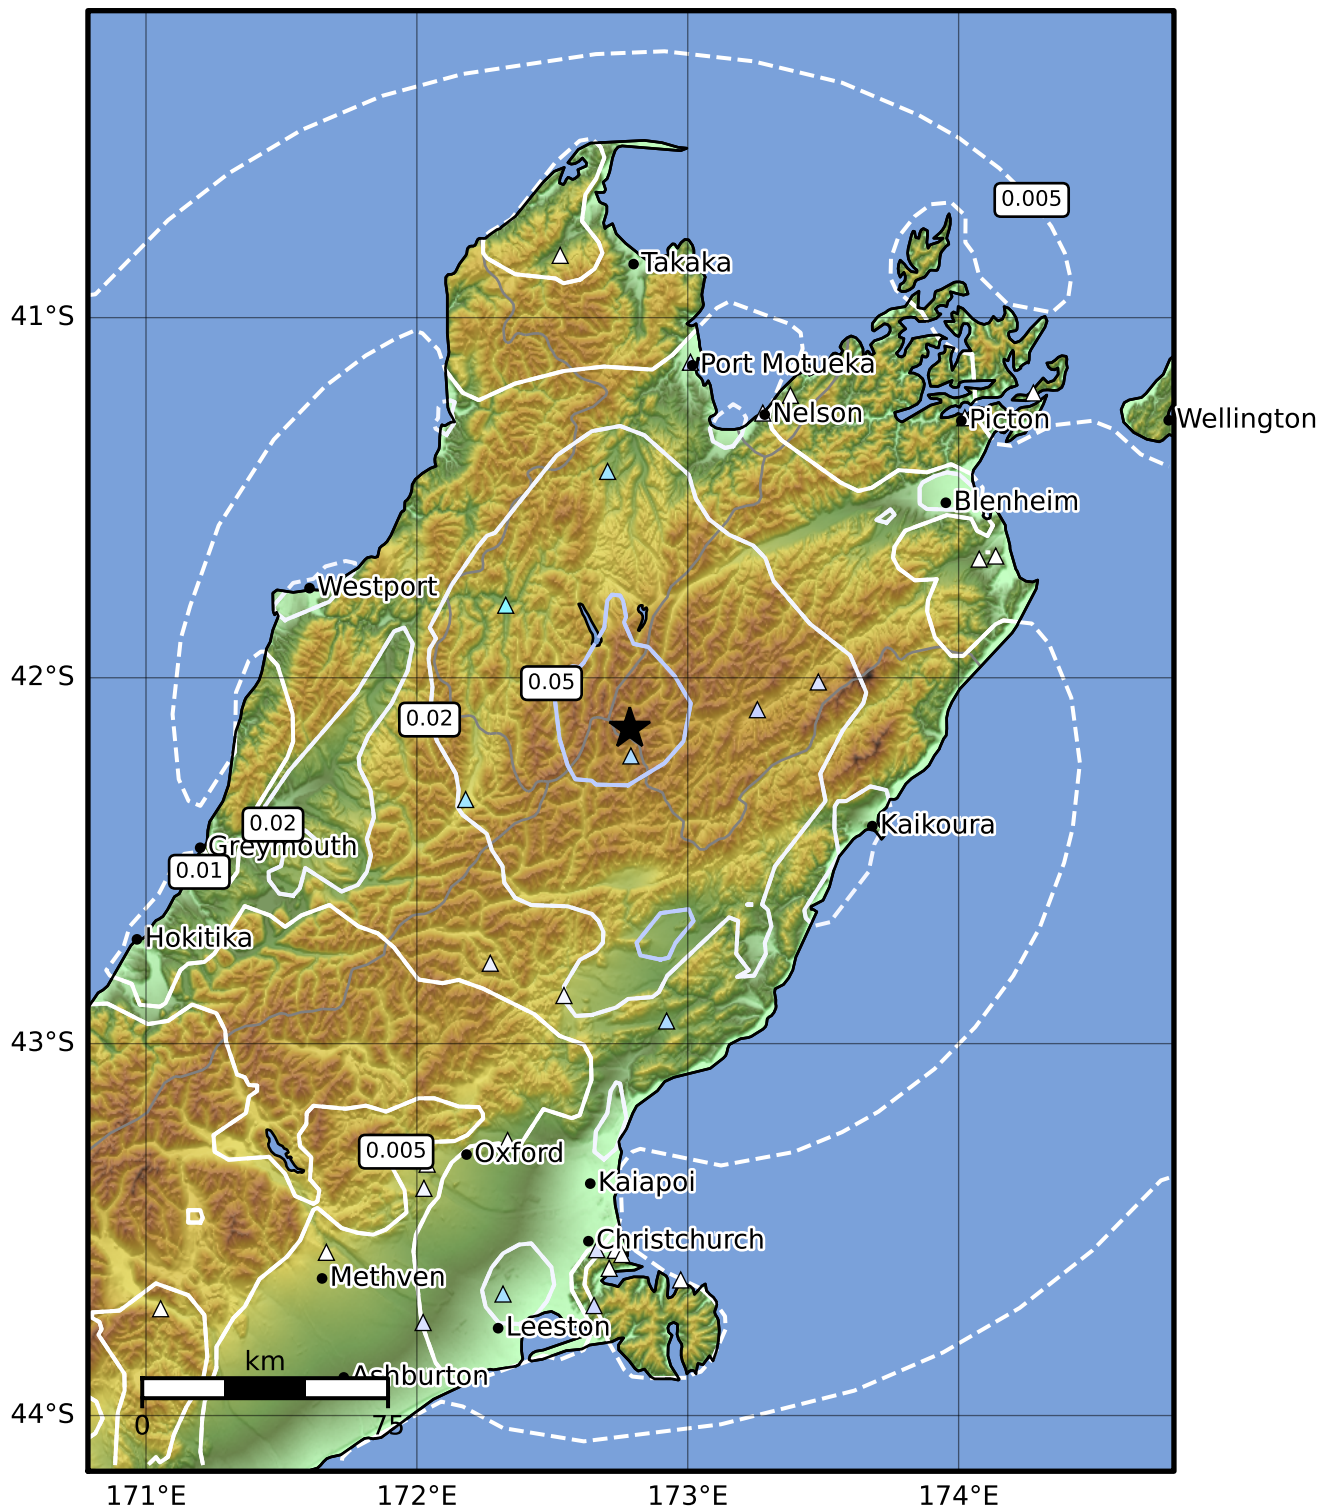 0.005
Takaka
41°S
Port Motueka
Nelson
Picton
Wellington
Blenheim
Westport
42°S
0.05
0.02
0.02
Kaikoura
Greymouth
0.01
Hokitika
43°S
0.005
Oxford
Kaiapoi
Christchurch
Methven
Leeston
km
Ashburton
0
75
44°S
171°E
172°E
173°E
174°E